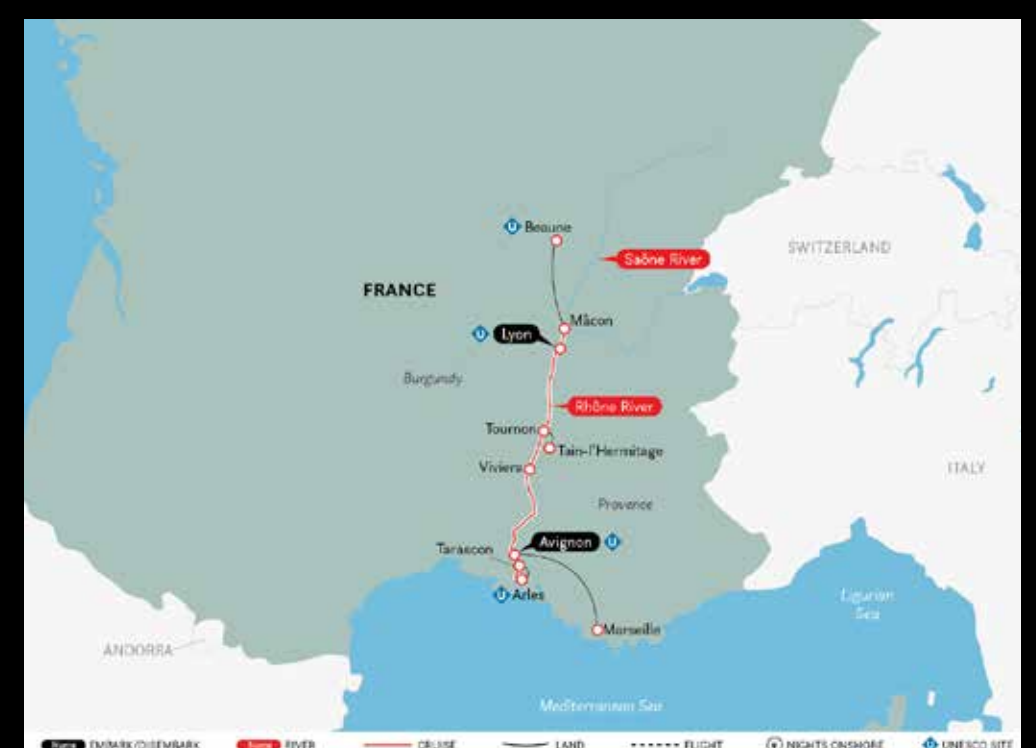 Beaune
SWITZERLAND
Saône River
FRANCE
Mâcon
Lyon
Burgundy
Rhône River
Tournon
Tain-l'Hermitage
Viviers
ITALY
Provence
Tarascon
Avignon
Arles
Ligurian
Sea
Marseille
ANDORRA
Mediterranean Sea
EMBARK/DISEMBARK
RIVER
CRUISE
LAND
FLIGHT
NIGHTS ONSHORE
UNESCO SITE